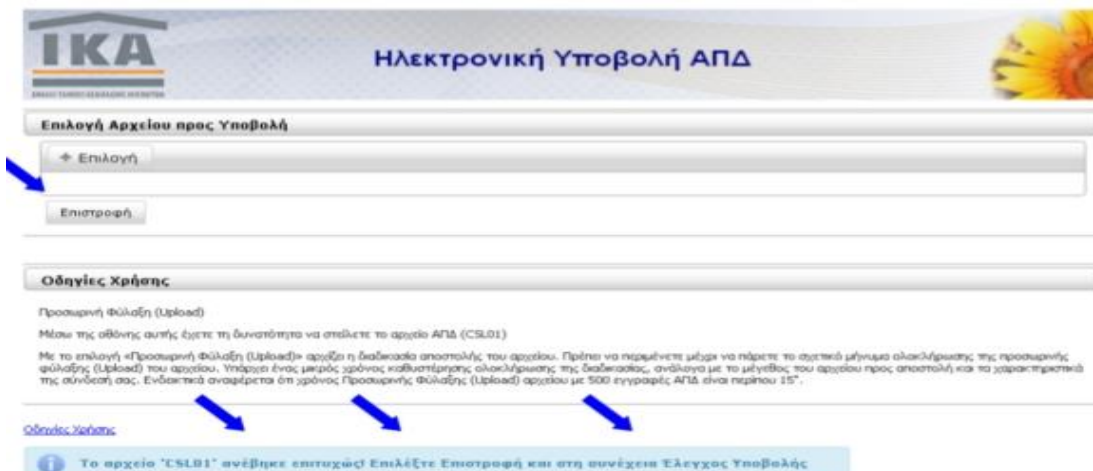 ΙΚΑ
Ηλεκτρονική Υποβολή ΑΠΔ
Επιλογή Αρχείου προς Υποβολή
+ Επιλογή
Επιστροφή
Οδηγίες Χρήσης
Προσωρινή Φύλαξη (Upload)
Μέσω της οθόνης αυτής έχετε τη δυνατότητα να στείλετε το αρχείο ΑΠΔ (CSL01)
Με το επιλογή «Προσωρινή Φύλαξη (Upload)» αρχίζει η διαδικασία αποστολής του αρχείου. Πρέπει να περιμένετε μέχρι να πάρετε το σχετικό μήνυμα ολοκλήρωσης της προσωρινής
φύλαξης (Upload) του αρχείου. Υπάρχει ένας μικρός χρόνος καθυστέρησης ολοκλήρωσης της διαδικασίας, ανάλογα με το μέγεθος του αρχείου προς αποστολή και τα χαρακτηριστικά
της σύνδεσή σας. Ενδεικτικά αναφέρεται ότι χρόνος Προσωρινής Φύλαξης (Upload) αρχείου με 500 εγγραφές ΑΠΔ είναι περίπου 15".
Οδηγίες Χρήσης
Το αρχείο "CSL01" ανέβηκε επιτυχώς! Επιλέξτε Επιστροφή και στη συνέχεια Έλεγχος Υποβολής